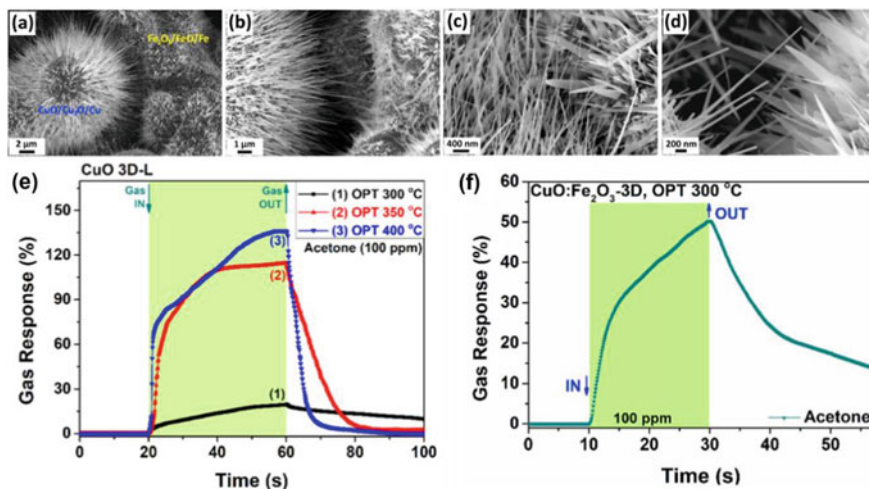 (a)
Fe₂O₃/FeO/Fe
CuO/Cu₂O/Cu
2 µm
(b)
1 µm
(c)
400 nm
(d)
200 nm
(e)
CuO 3D-L
Gas IN
Gas OUT
(1) OPT 300 °C
(2) OPT 350 °C
(3) OPT 400 °C
Acetone (100 ppm)
(3)
(2)
(1)
Gas Response (%)
150
120
90
60
30
0
0 20 40 60 80 100
Time (s)
(f)
CuO:Fe₂O₃-3D, OPT 300 °C
OUT
IN
100 ppm
Acetone
Gas Response (%)
60
50
40
30
20
10
0
0 10 20 30 40 50
Time (s)